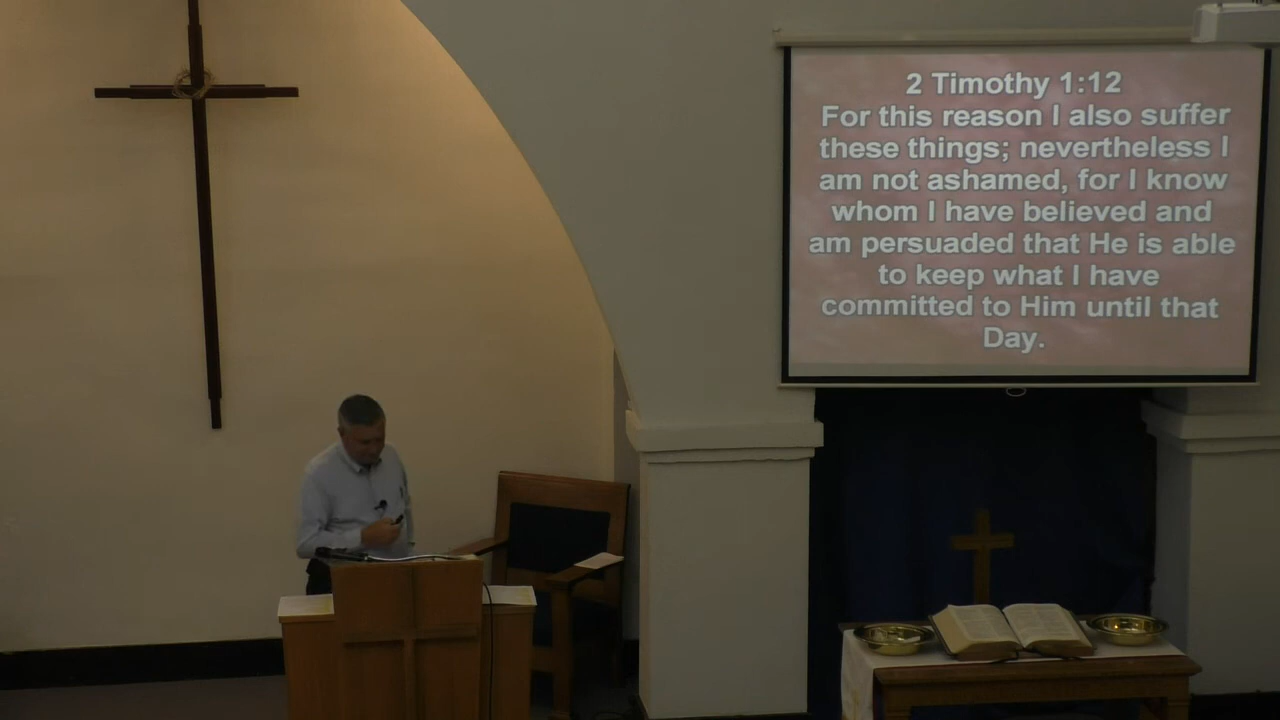 2 Timothy 1:12
For this reason I also suffer
these things; nevertheless I
am not ashamed, for I know
whom I have believed and
am persuaded that He is able
to keep what I have
committed to Him until that
Day.